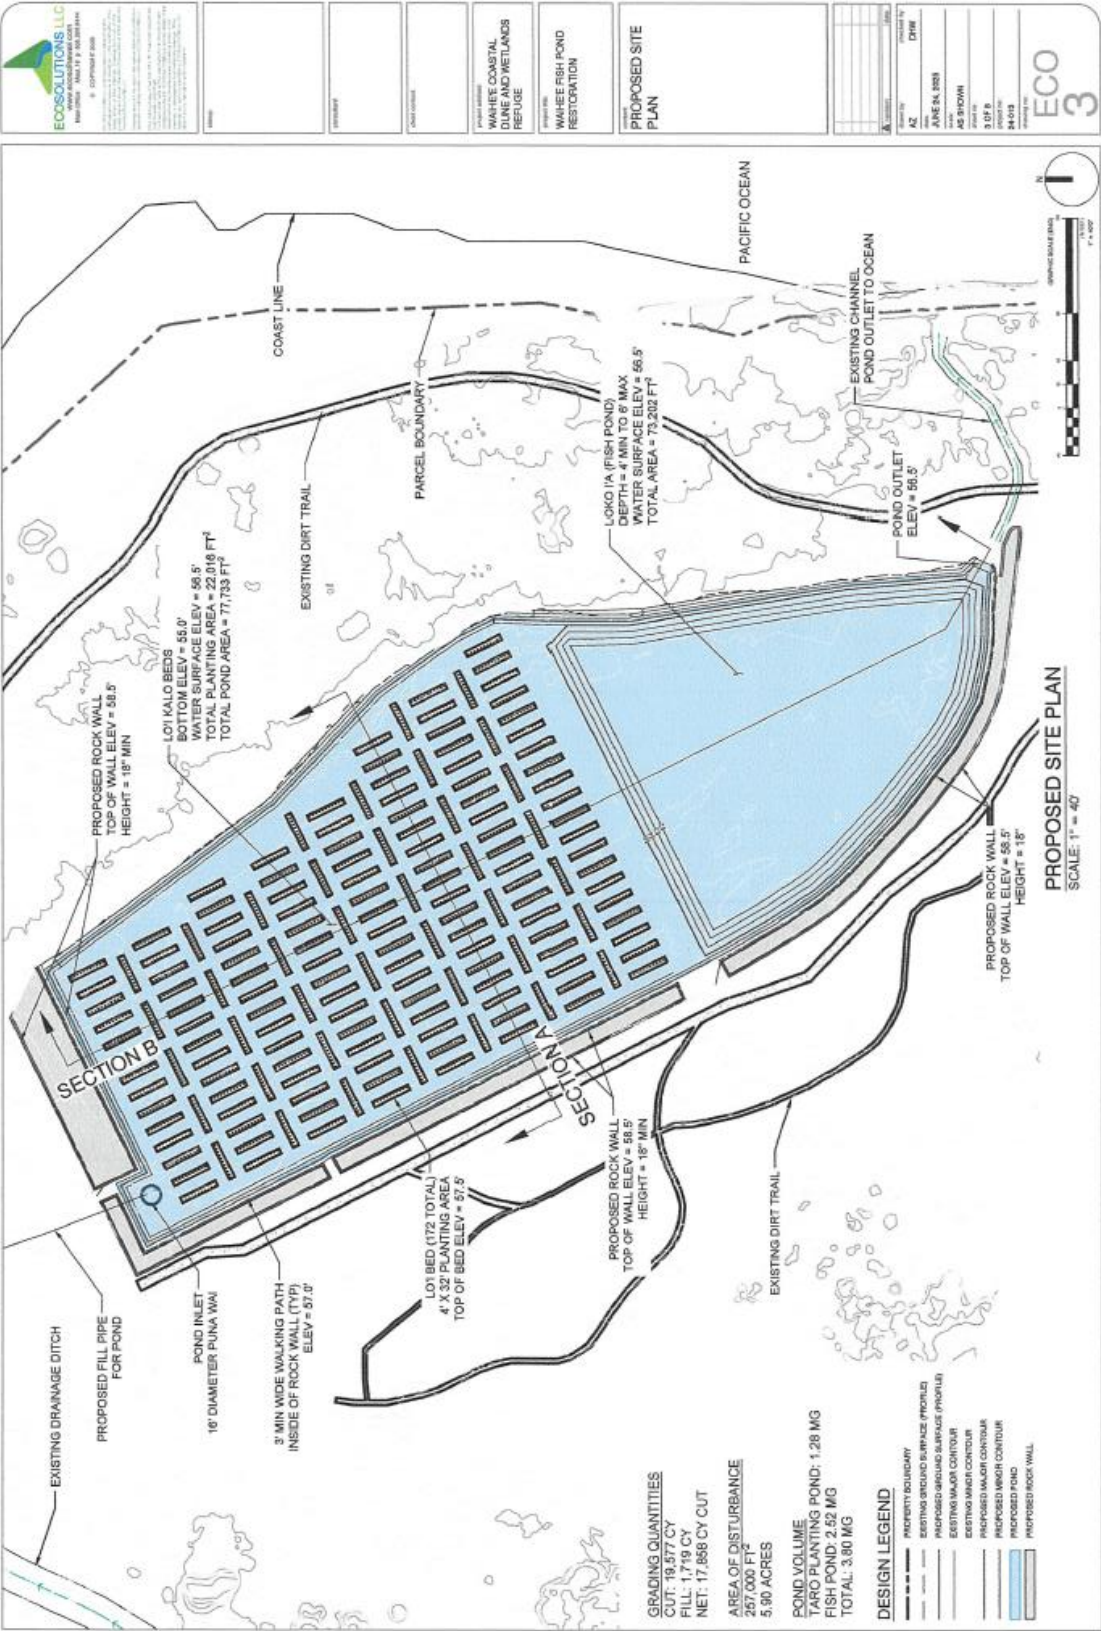 EXISTING DRAINAGE DITCH
PROPOSED FILL PIPE
FOR POND
POND INLET
16' DIAMETER PUNA WAI
3' MIN WIDE WALKING PATH
INSIDE OF ROCK WALL (TYP)
ELEV = 57.0'
LO'I BED (172 TOTAL)
4' X 32' PLANTING AREA
TOP OF BED ELEV = 57.5'
PROPOSED ROCK WALL
TOP OF WALL ELEV = 58.5'
HEIGHT = 18" MIN
EXISTING DIRT TRAIL
SECTION B
SECTION A
PROPOSED ROCK WALL
TOP OF WALL ELEV = 58.5'
HEIGHT = 18" MIN
LO'I KALO BEDS
BOTTOM ELEV = 55.0'
WATER SURFACE ELEV = 56.5'
TOTAL PLANTING AREA = 22,016 FT²
TOTAL POND AREA = 77,733 FT²
EXISTING DIRT TRAIL
PARCEL BOUNDARY
COAST LINE
LOKO I'A (FISH POND)
DEPTH = 4' MIN TO 6' MAX
WATER SURFACE ELEV = 56.5'
TOTAL AREA = 73,202 FT²
PACIFIC OCEAN
POND OUTLET
ELEV = 56.5'
EXISTING CHANNEL
POND OUTLET TO OCEAN
PROPOSED ROCK WALL
TOP OF WALL ELEV = 58.5'
HEIGHT = 18"
GRADING QUANTITIES
CUT: 19,577 CY
FILL: 1,719 CY
NET: 17,858 CY CUT
AREA OF DISTURBANCE
257,000 FT²
5.90 ACRES
POND VOLUME
TARO PLANTING POND: 1.28 MG
FISH POND: 2.52 MG
TOTAL: 3.80 MG
DESIGN LEGEND
PROPERTY BOUNDARY
EXISTING GROUND SURFACE (PROFILE)
PROPOSED GROUND SURFACE (PROFILE)
EXISTING MAJOR CONTOUR
EXISTING MINOR CONTOUR
PROPOSED MAJOR CONTOUR
PROPOSED MINOR CONTOUR
PROPOSED POND
PROPOSED ROCK WALL
PROPOSED SITE PLAN
SCALE: 1" = 40'
N
ECOSOLUTIONS LLC
WAIHEE COASTAL
DUNE AND WETLANDS
REFUGE
WAIHEE FISH POND
RESTORATION
PROPOSED SITE
PLAN
AZ
DHW
AS SHOWN
3 OF 8
24-013
ECO
3